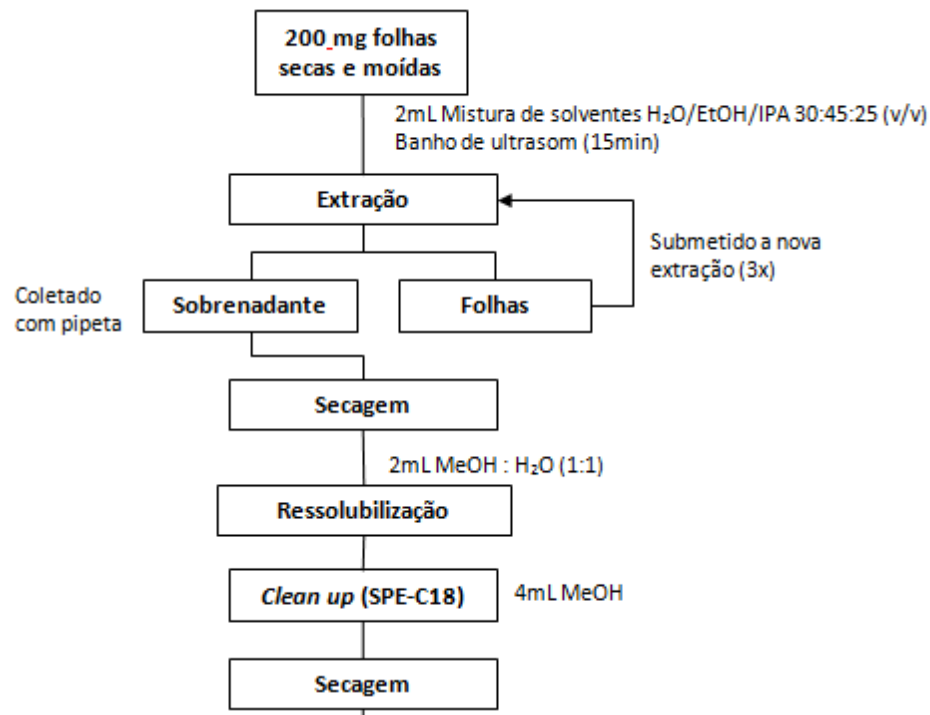 200 mg folhas
secas e moídas
2mL Mistura de solventes H₂O/EtOH/IPA 30:45:25 (v/v)
Banho de ultrasom (15min)
Extração
Submetido a nova
extração (3x)
Coletado
com pipeta
Sobrenadante
Folhas
Secagem
2mL MeOH : H₂O (1:1)
Ressolubilização
Clean up (SPE-C18)
4mL MeOH
Secagem